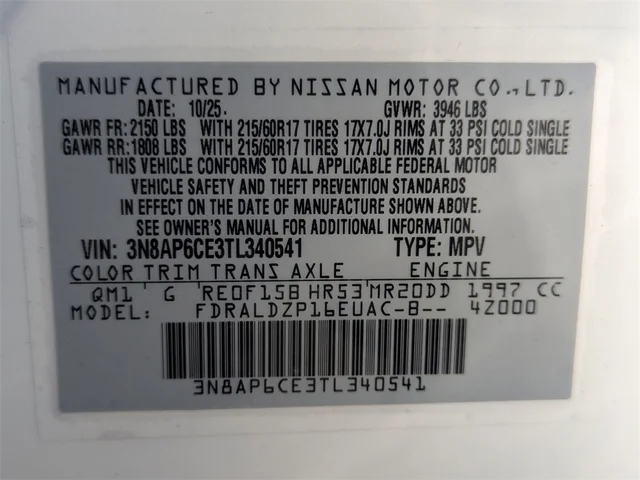 MANUFACTURED BY NISSAN MOTOR CO., LTD.
DATE: 10/25. GVWR: 3946 LBS
GAWR FR: 2150 LBS WITH 215/60R17 TIRES 17X7.0J RIMS AT 33 PSI COLD SINGLE
GAWR RR: 1808 LBS WITH 215/60R17 TIRES 17X7.0J RIMS AT 33 PSI COLD SINGLE
THIS VEHICLE CONFORMS TO ALL APPLICABLE FEDERAL MOTOR
VEHICLE SAFETY AND THEFT PREVENTION STANDARDS
IN EFFECT ON THE DATE OF MANUFACTURE SHOWN ABOVE.
SEE OWNER'S MANUAL FOR ADDITIONAL INFORMATION.
VIN: 3N8AP6CE3TL340541 TYPE: MPV
COLOR TRIM TRANS AXLE ENGINE
QM1 G RE0F15B HR53 MR20DD 1997 CC
MODEL: FDRALDZP16EUAC-B-- 4Z000
3N8AP6CE3TL340541